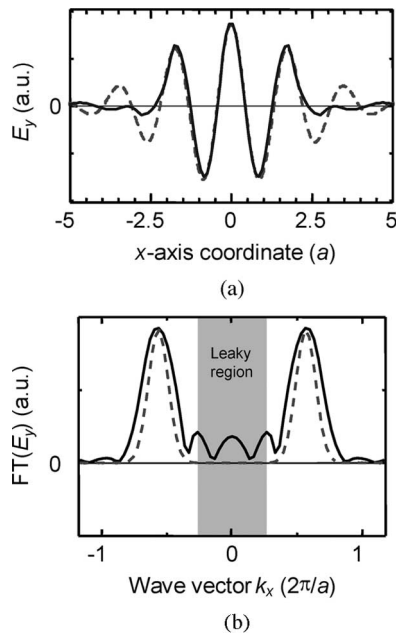 E_y (a.u.)
0
-5 -2.5 0 2.5 5
x-axis coordinate (a)
(a)
FT(E_y) (a.u.)
Leaky
region
0
-1 0 1
Wave vector k_x (2π/a)
(b)